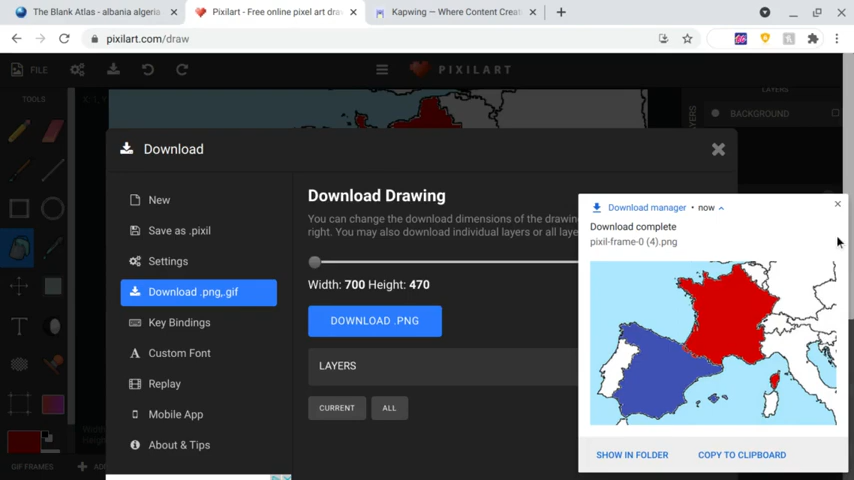 The Blank Atlas - albania algeria
Pixilart - Free online pixel art dra
Kapwing — Where Content Crea
pixilart.com/draw
FILE
PIXILART
TOOLS
LAYERS
LAYERS
BACKGROUND
Download
New
Save as .pixil
Settings
Download .png,.gif
Key Bindings
Custom Font
Replay
Mobile App
About & Tips
Download Drawing
You can change the download dimensions of the drawing
right. You may also download individual layers or all laye
Width: 700 Height: 470
DOWNLOAD .PNG
LAYERS
CURRENT
ALL
Download manager • now
Download complete
pixil-frame-0 (4).png
SHOW IN FOLDER
COPY TO CLIPBOARD
GIF FRAMES